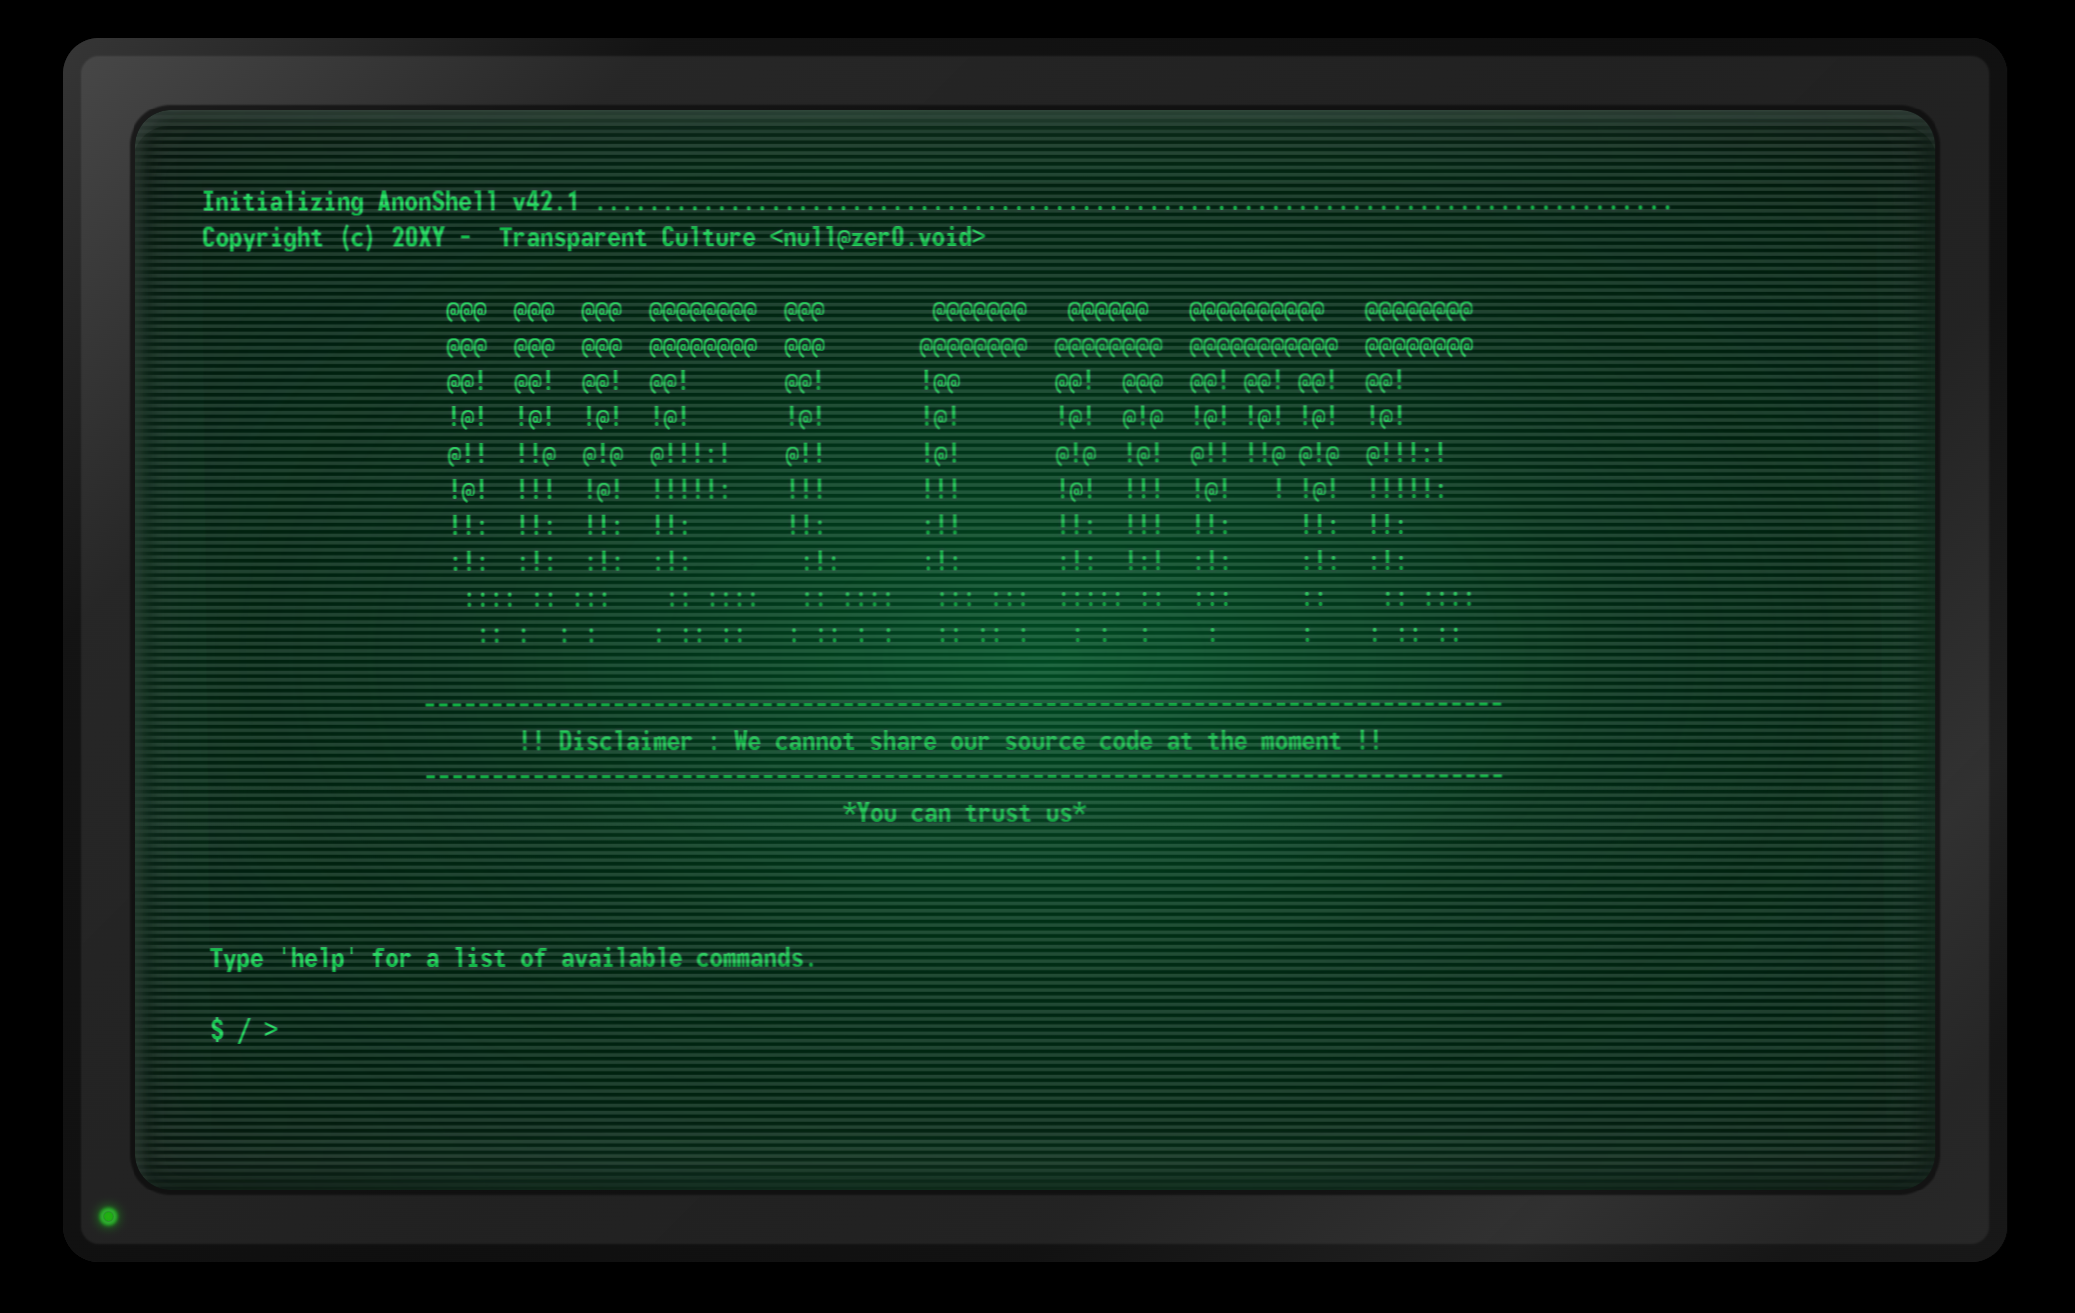 Initializing AnonShell v42.1 ................................................................................
Copyright (c) 20XY -  Transparent Culture <null@zer0.void>
@@@  @@@  @@@  @@@@@@@@  @@@        @@@@@@@   @@@@@@   @@@@@@@@@@   @@@@@@@@
@@@  @@@  @@@  @@@@@@@@  @@@       @@@@@@@@  @@@@@@@@  @@@@@@@@@@@  @@@@@@@@
@@!  @@!  @@!  @@!       @@!       !@@       @@!  @@@  @@! @@! @@!  @@!
!@!  !@!  !@!  !@!       !@!       !@!       !@!  @!@  !@! !@! !@!  !@!
@!!  !!@  @!@  @!!!:!    @!!       !@!       @!@  !@!  @!! !!@ @!@  @!!!:!
!@!  !!!  !@!  !!!!!:    !!!       !!!       !@!  !!!  !@!   ! !@!  !!!!!:
!!:  !!:  !!:  !!:       !!:       :!!       !!:  !!!  !!:     !!:  !!:
:!:  :!:  :!:  :!:        :!:      :!:       :!:  !:!  :!:     :!:  :!:
 :::: :: :::    :: ::::   :: ::::   ::: :::  ::::: ::  :::     ::    :: ::::
  :: :  : :    : :: ::   : :: : :   :: :: :   : :  :    :      :    : :: ::
--------------------------------------------------------------------------------
!! Disclaimer : We cannot share our source code at the moment !!
--------------------------------------------------------------------------------
*You can trust us*
Type 'help' for a list of available commands.
$ / >